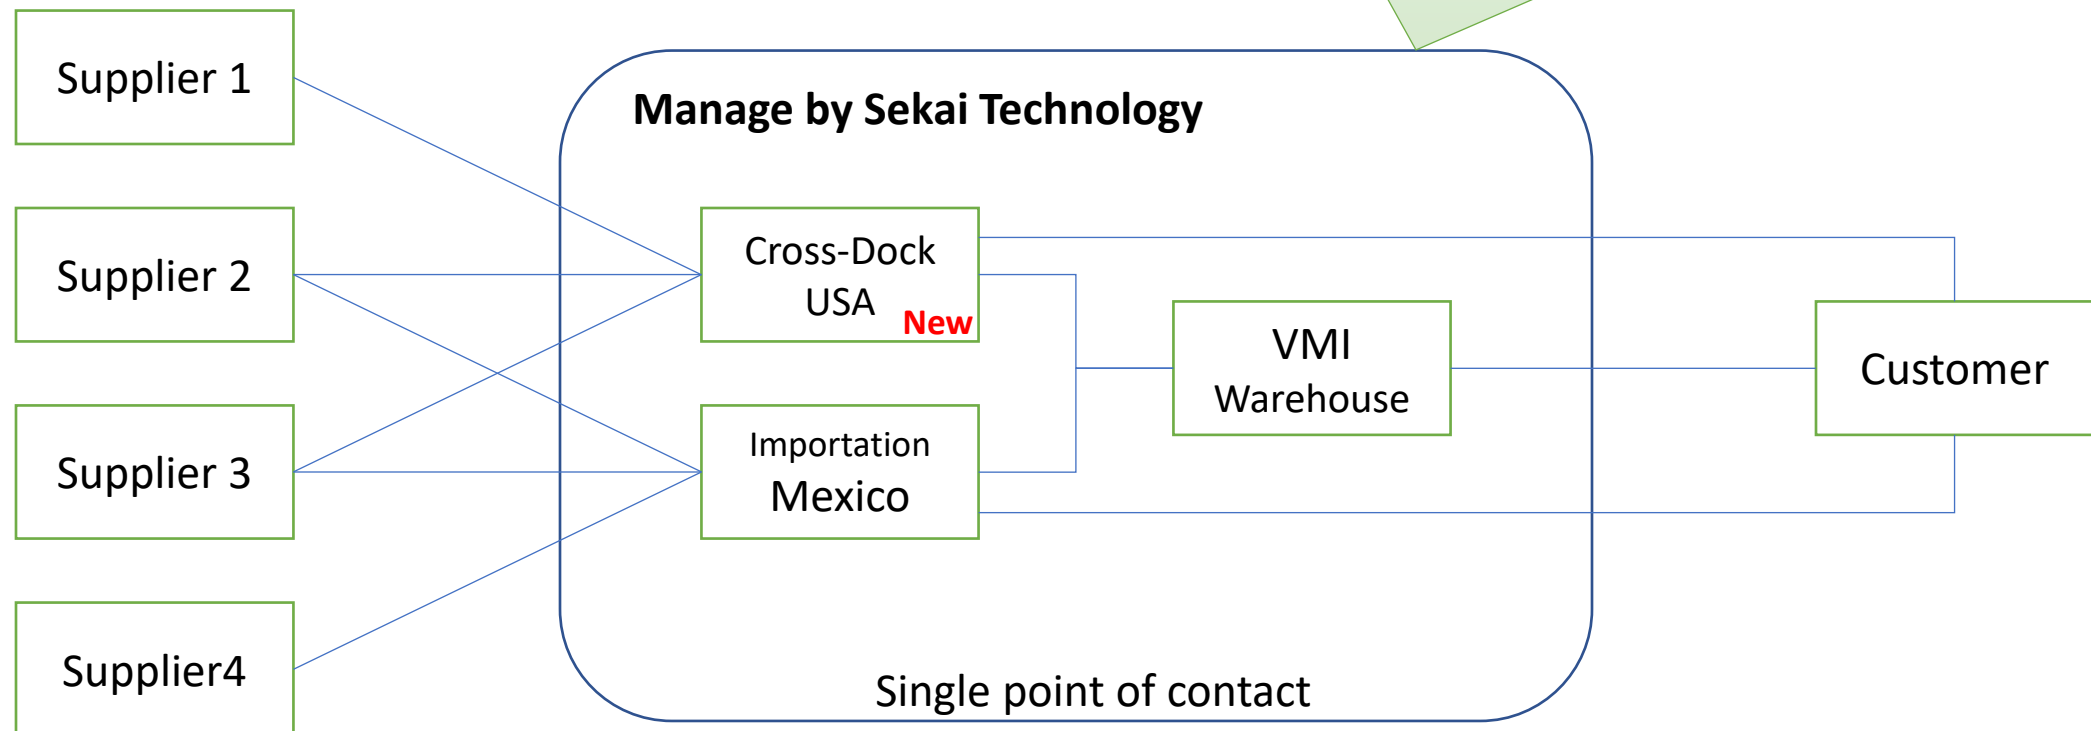 Supplier 1
Supplier 2
Supplier 3
Supplier4
Manage by Sekai Technology
Cross-Dock
USA
New
Importation
Mexico
VMI
Warehouse
Single point of contact
Customer